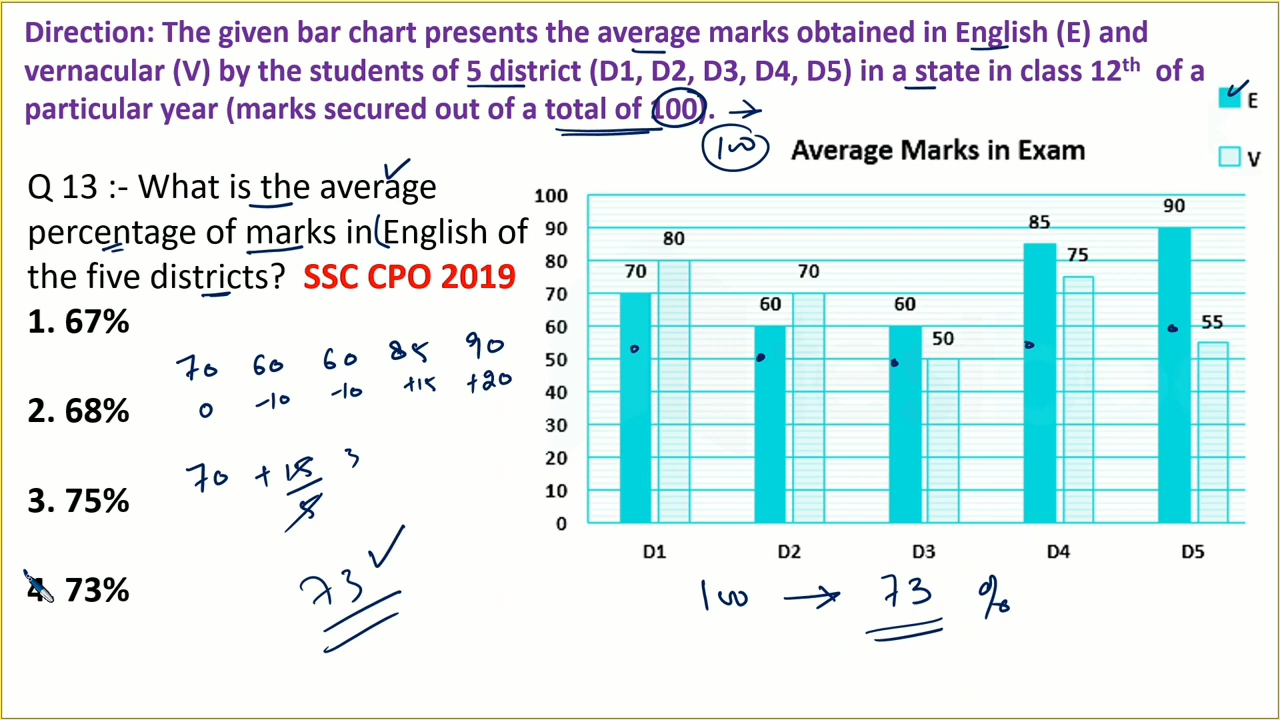 Direction: The given bar chart presents the average marks obtained in English (E) and
vernacular (V) by the students of 5 district (D1, D2, D3, D4, D5) in a state in class 12th of a
particular year (marks secured out of a total of 100). →
100
E
V
Average Marks in Exam
Q 13 :- What is the average
percentage of marks in (English of
the five districts? SSC CPO 2019
1. 67%
2. 68%
3. 75%
4. 73%
70 60 60 85 90
0 -10 -10 +15 +20
70 + 15 3
5
73 ✓
100
90
80
70
60
50
40
30
20
10
0
70 80
60 70
60 50
85 75
90 55
D1 D2 D3 D4 D5
100 → 73 %